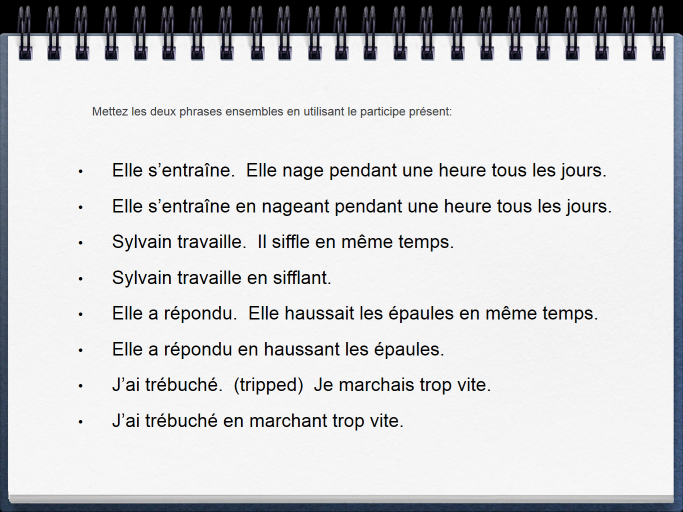 Mettez les deux phrases ensembles en utilisant le participe présent:
• Elle s’entraîne.  Elle nage pendant une heure tous les jours.
• Elle s’entraîne en nageant pendant une heure tous les jours.
• Sylvain travaille.  Il siffle en même temps.
• Sylvain travaille en sifflant.
• Elle a répondu.  Elle haussait les épaules en même temps.
• Elle a répondu en haussant les épaules.
• J’ai trébuché.  (tripped)  Je marchais trop vite.
• J’ai trébuché en marchant trop vite.